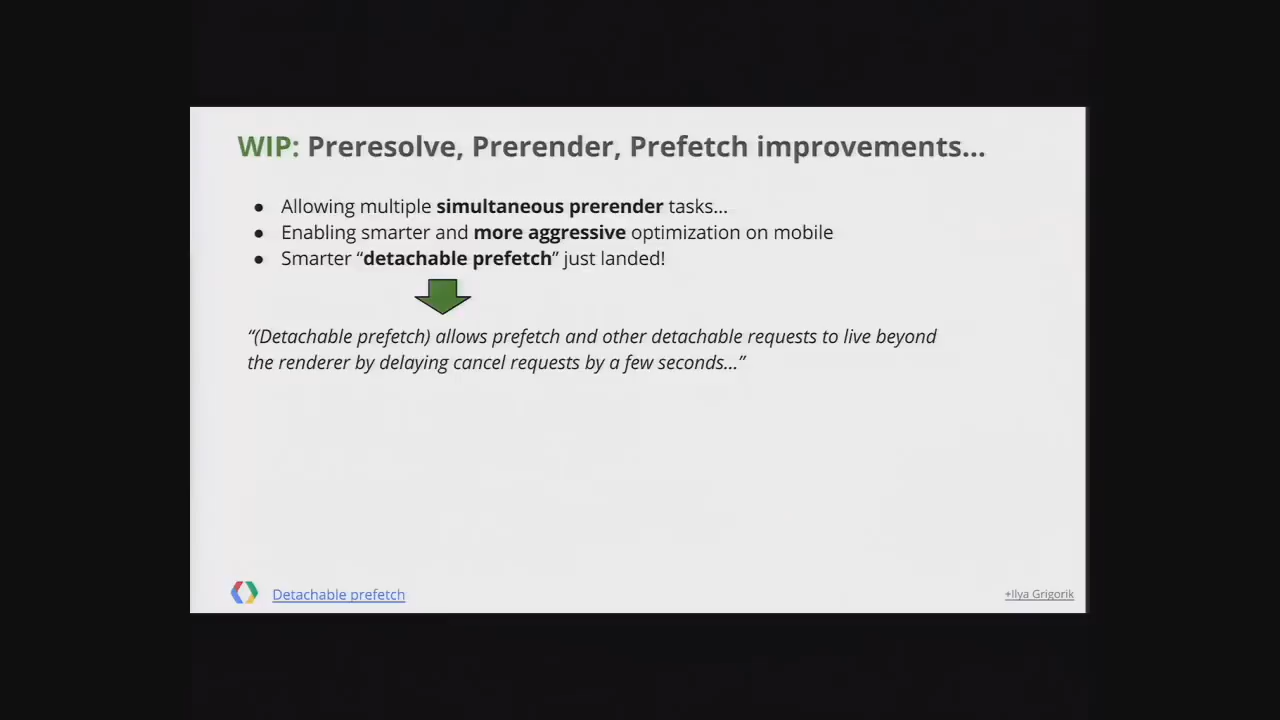 WIP: Preresolve, Prerender, Prefetch improvements...
● Allowing multiple simultaneous prerender tasks...
● Enabling smarter and more aggressive optimization on mobile
● Smarter “detachable prefetch” just landed!
“(Detachable prefetch) allows prefetch and other detachable requests to live beyond
the renderer by delaying cancel requests by a few seconds...”
Detachable prefetch
+Ilya Grigorik